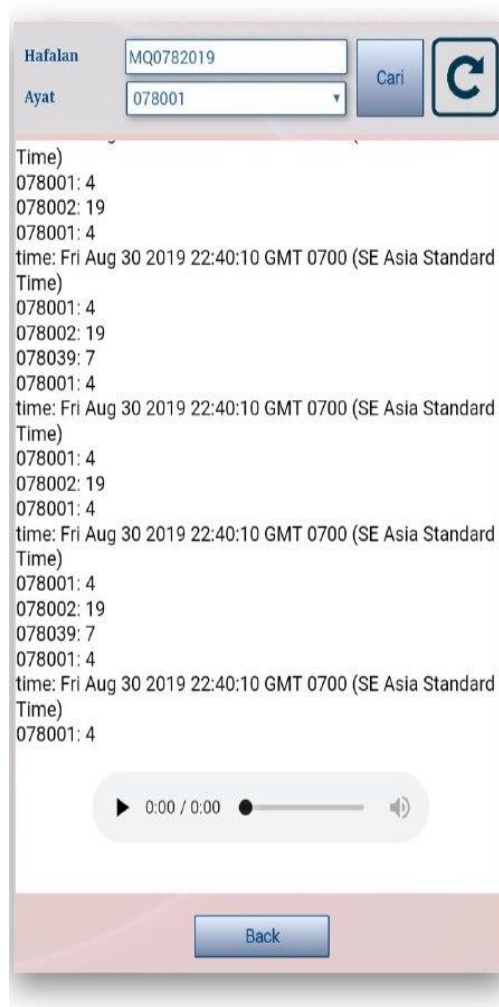 Hafalan
MQ0782019
Cari
Ayat
078001
Time)
078001: 4
078002: 19
078001: 4
time: Fri Aug 30 2019 22:40:10 GMT 0700 (SE Asia Standard
Time)
078001: 4
078002: 19
078039: 7
078001: 4
time: Fri Aug 30 2019 22:40:10 GMT 0700 (SE Asia Standard
Time)
078001: 4
078002: 19
078001: 4
time: Fri Aug 30 2019 22:40:10 GMT 0700 (SE Asia Standard
Time)
078001: 4
078002: 19
078039: 7
078001: 4
time: Fri Aug 30 2019 22:40:10 GMT 0700 (SE Asia Standard
Time)
078001: 4
0:00 / 0:00
Back